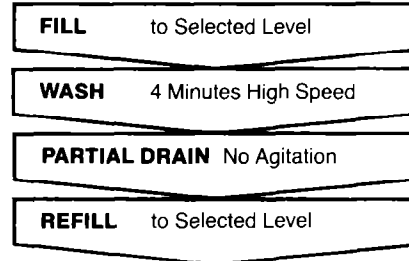 FILL to Selected Level
WASH 4 Minutes High Speed
PARTIAL DRAIN No Agitation
REFILL to Selected Level